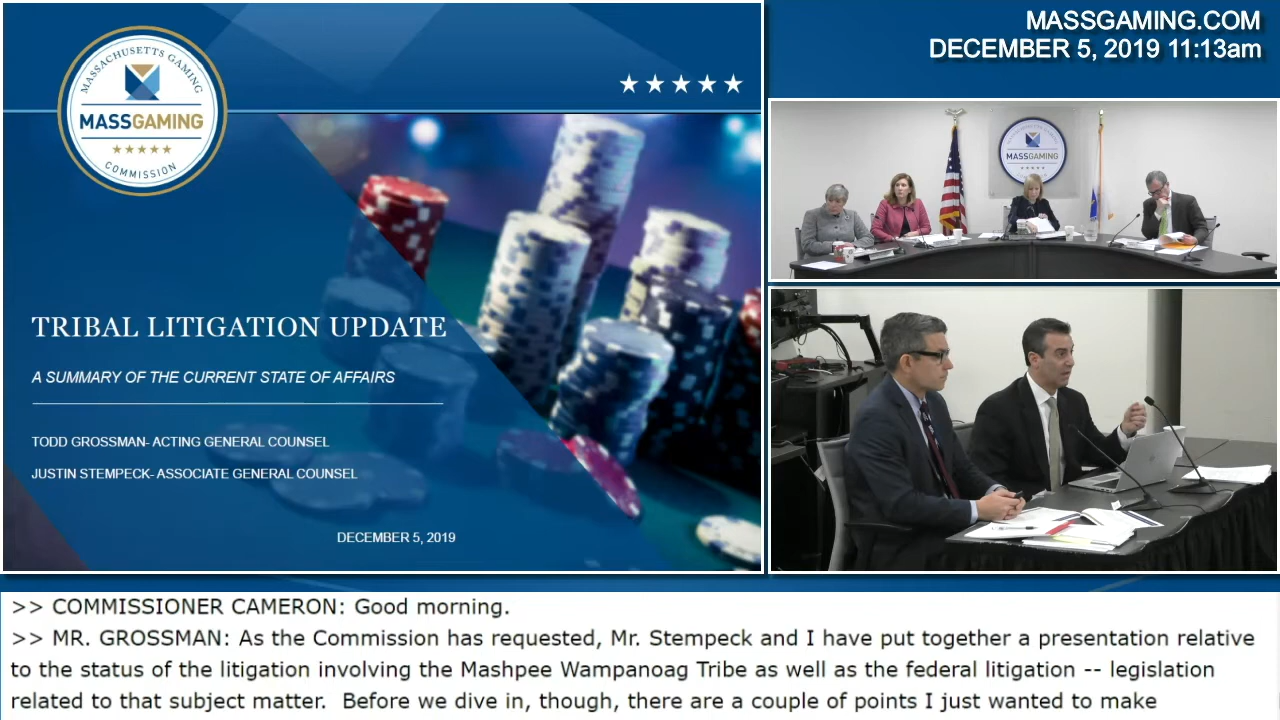 MASSGAMING.COM
DECEMBER 5, 2019 11:13am
MASSACHUSETTS GAMING
MASSGAMING
COMMISSION
TRIBAL LITIGATION UPDATE
A SUMMARY OF THE CURRENT STATE OF AFFAIRS
TODD GROSSMAN- ACTING GENERAL COUNSEL
JUSTIN STEMPECK- ASSOCIATE GENERAL COUNSEL
DECEMBER 5, 2019
MASSGAMING
>> COMMISSIONER CAMERON: Good morning.
>> MR. GROSSMAN: As the Commission has requested, Mr. Stempeck and I have put together a presentation relative
to the status of the litigation involving the Mashpee Wampanoag Tribe as well as the federal litigation -- legislation
related to that subject matter.  Before we dive in, though, there are a couple of points I just wanted to make